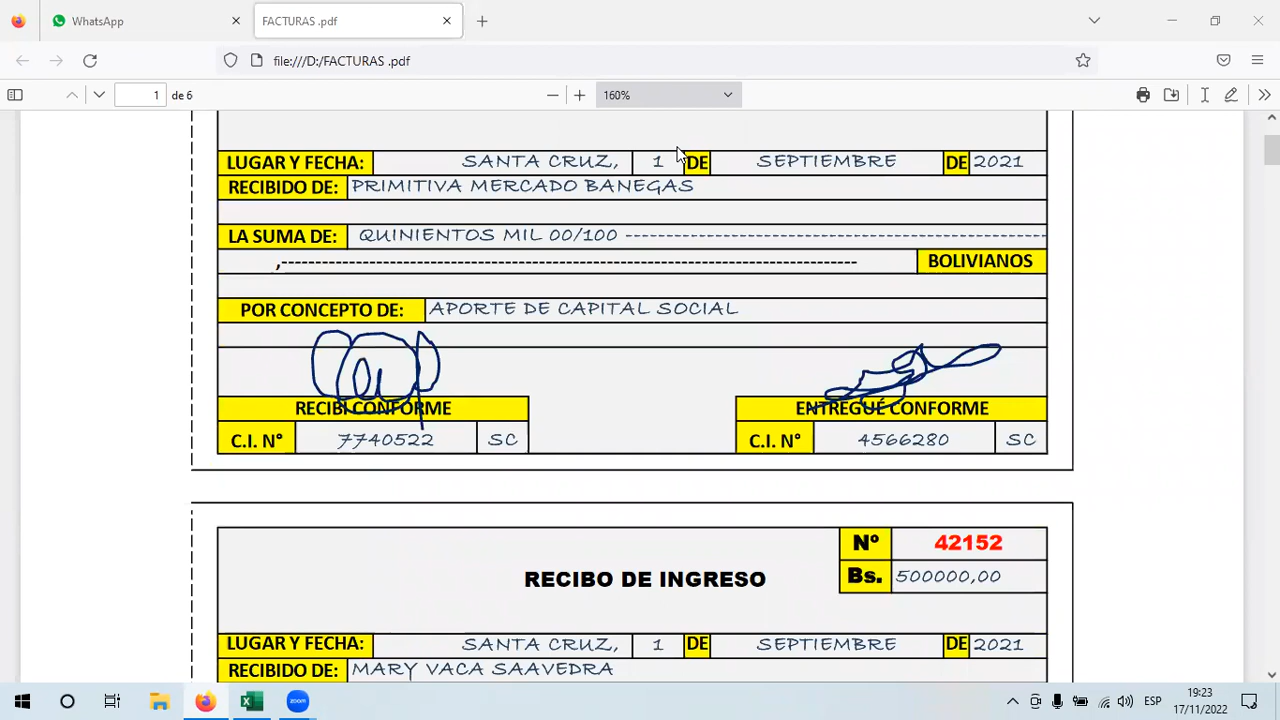 WhatsApp
FACTURAS .pdf
file:///D:/FACTURAS .pdf
1 de 6
160%
LUGAR Y FECHA: SANTA CRUZ, 1 DE SEPTIEMBRE DE 2021
RECIBIDO DE: PRIMITIVA MERCADO BANEGAS
LA SUMA DE: QUINIENTOS MIL 00/100 --------------------------------------------------
,------------------------------------------------------------------------------------- BOLIVIANOS
POR CONCEPTO DE: APORTE DE CAPITAL SOCIAL
RECIBI CONFORME ENTREGUÉ CONFORME
C.I. N° 7740522 SC C.I. N° 4566280 SC
Nº 42152
RECIBO DE INGRESO
Bs. 500000,00
LUGAR Y FECHA: SANTA CRUZ, 1 DE SEPTIEMBRE DE 2021
RECIBIDO DE: MARY VACA SAAVEDRA
zoom
ESP
19:23
17/11/2022